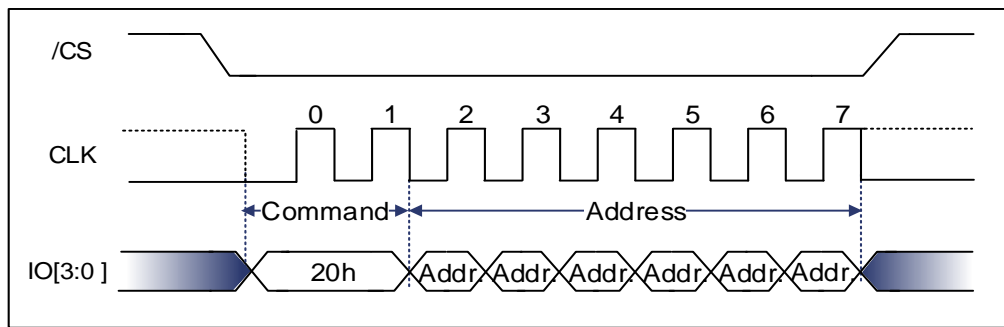 /CS
0 1 2 3 4 5 6 7
CLK
Command Address
IO[3:0 ] 20h Addr. Addr. Addr. Addr. Addr. Addr.